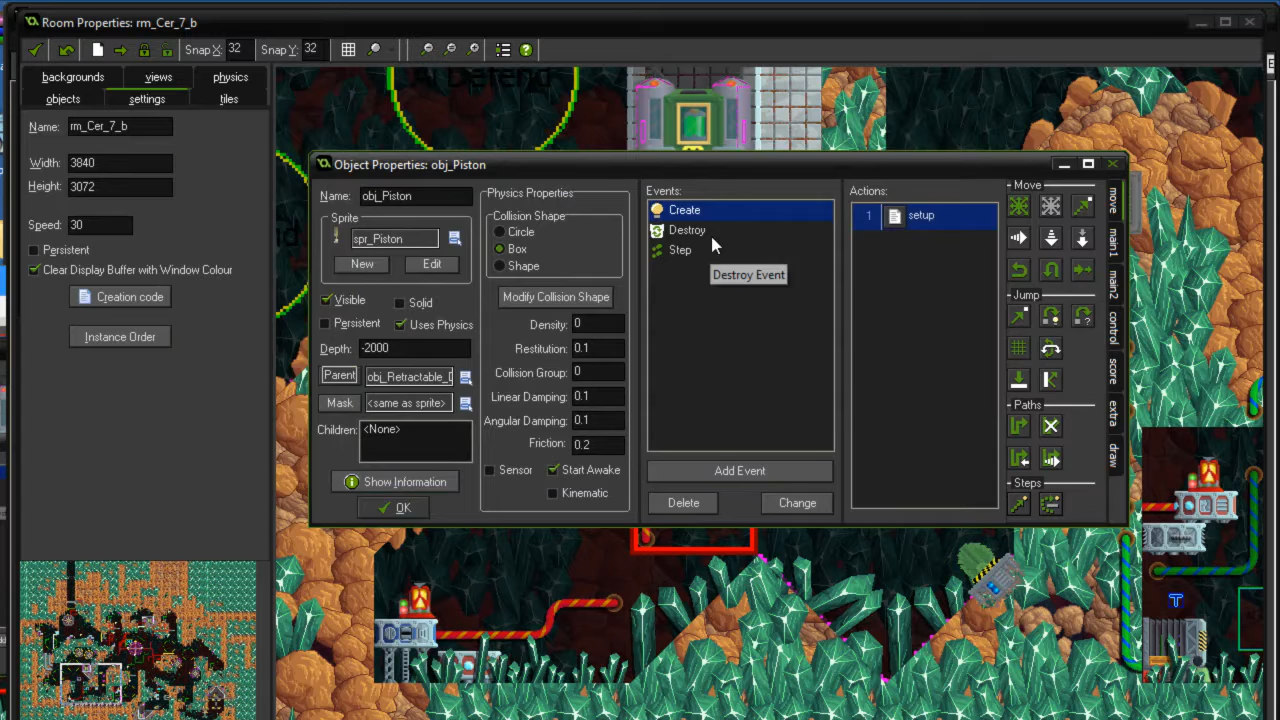 Room Properties: rm_Cer_7_b
Snap X: 32 Snap Y: 32
backgrounds views physics
objects settings tiles
Name: rm_Cer_7_b
Width: 3840
Height: 3072
Speed: 30
Persistent
Clear Display Buffer with Window Colour
Creation code
Instance Order
Defend
Object Properties: obj_Piston
Name: obj_Piston
Sprite
spr_Piston
New Edit
Visible Solid
Persistent Uses Physics
Depth: -2000
Parent obj_Retractable_
Mask <same as sprite>
Children: <None>
Show Information
OK
Physics Properties
Collision Shape
Circle
Box
Shape
Modify Collision Shape
Density: 0
Restitution: 0.1
Collision Group: 0
Linear Damping: 0.1
Angular Damping: 0.1
Friction: 0.2
Sensor Start Awake
Kinematic
Events:
Create
Destroy
Step
Destroy Event
Add Event
Delete Change
Actions:
1 setup
Move
Jump
Paths
Steps
move
main1
main2
control
score
extra
draw
T